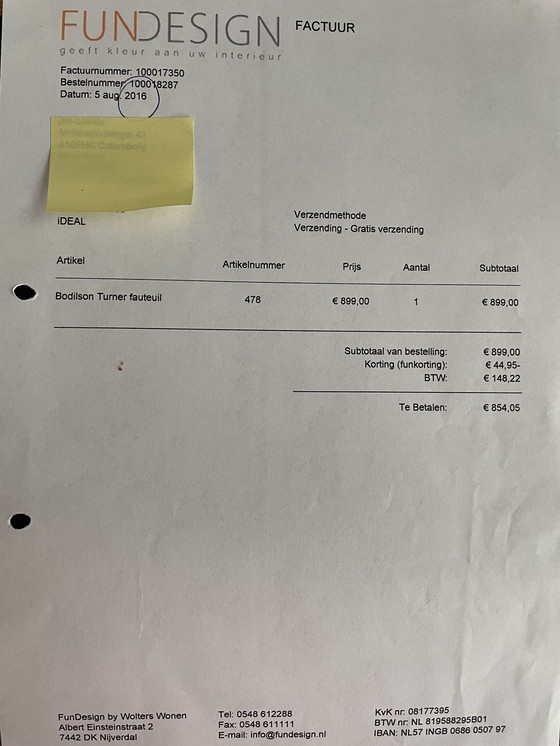 FUNDESIGN
geeft kleur aan uw interieur
FACTUUR
Factuurnummer: 100017350
Bestelnummer: 100018287
Datum: 5 aug. 2016
iDEAL
Verzendmethode
Verzending - Gratis verzending
Artikel Artikelnummer Prijs Aantal Subtotaal
Bodilson Turner fauteuil 478 € 899,00 1 € 899,00
Subtotaal van bestelling: € 899,00
Korting (funkorting): € 44,95-
BTW: € 148,22
Te Betalen: € 854,05
FunDesign by Wolters Wonen
Albert Einsteinstraat 2
7442 DK Nijverdal
Tel: 0548 612288
Fax: 0548 611111
E-mail: info@fundesign.nl
KvK nr: 08177395
BTW nr: NL 819588295B01
IBAN: NL57 INGB 0686 0507 97